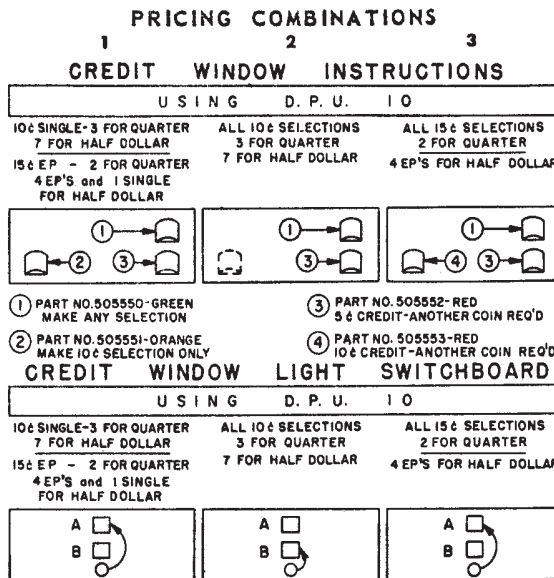 PRICING COMBINATIONS
1 2 3
CREDIT WINDOW INSTRUCTIONS
USING D.P.U. 10
10¢ SINGLE-3 FOR QUARTER
7 FOR HALF DOLLAR
15¢ EP - 2 FOR QUARTER
4 EP'S and 1 SINGLE
FOR HALF DOLLAR
ALL 10¢ SELECTIONS
3 FOR QUARTER
7 FOR HALF DOLLAR
ALL 15¢ SELECTIONS
2 FOR QUARTER
4 EP'S FOR HALF DOLLAR
1
2 3
1
3
1
4 3
1 PART NO. 505550-GREEN
MAKE ANY SELECTION
2 PART NO. 505551-ORANGE
MAKE 10¢ SELECTION ONLY
3 PART NO. 505552-RED
5¢ CREDIT-ANOTHER COIN REQ'D
4 PART NO. 505553-RED
10¢ CREDIT-ANOTHER COIN REQ'D
CREDIT WINDOW LIGHT SWITCHBOARD
USING D.P.U. 10
10¢ SINGLE-3 FOR QUARTER
7 FOR HALF DOLLAR
15¢ EP - 2 FOR QUARTER
4 EP'S and 1 SINGLE
FOR HALF DOLLAR
ALL 10¢ SELECTIONS
3 FOR QUARTER
7 FOR HALF DOLLAR
ALL 15¢ SELECTIONS
2 FOR QUARTER
4 EP'S FOR HALF DOLLAR
A
B
A
B
A
B